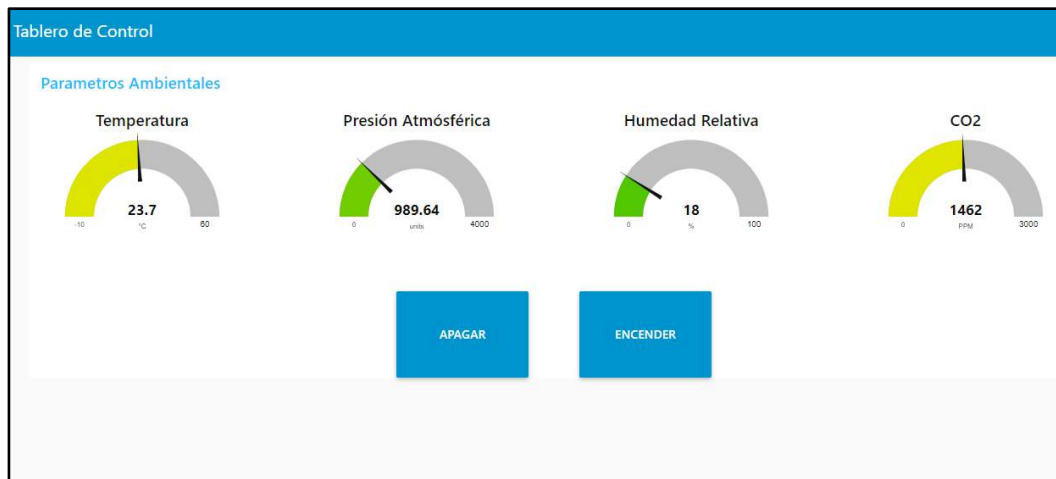 Tablero de Control
Parametros Ambientales
Temperatura
23.7
-10
°C
60
Presión Atmósférica
989.64
0
units
4000
Humedad Relativa
18
0
%
100
CO2
1462
0
PPM
3000
APAGAR
ENCENDER